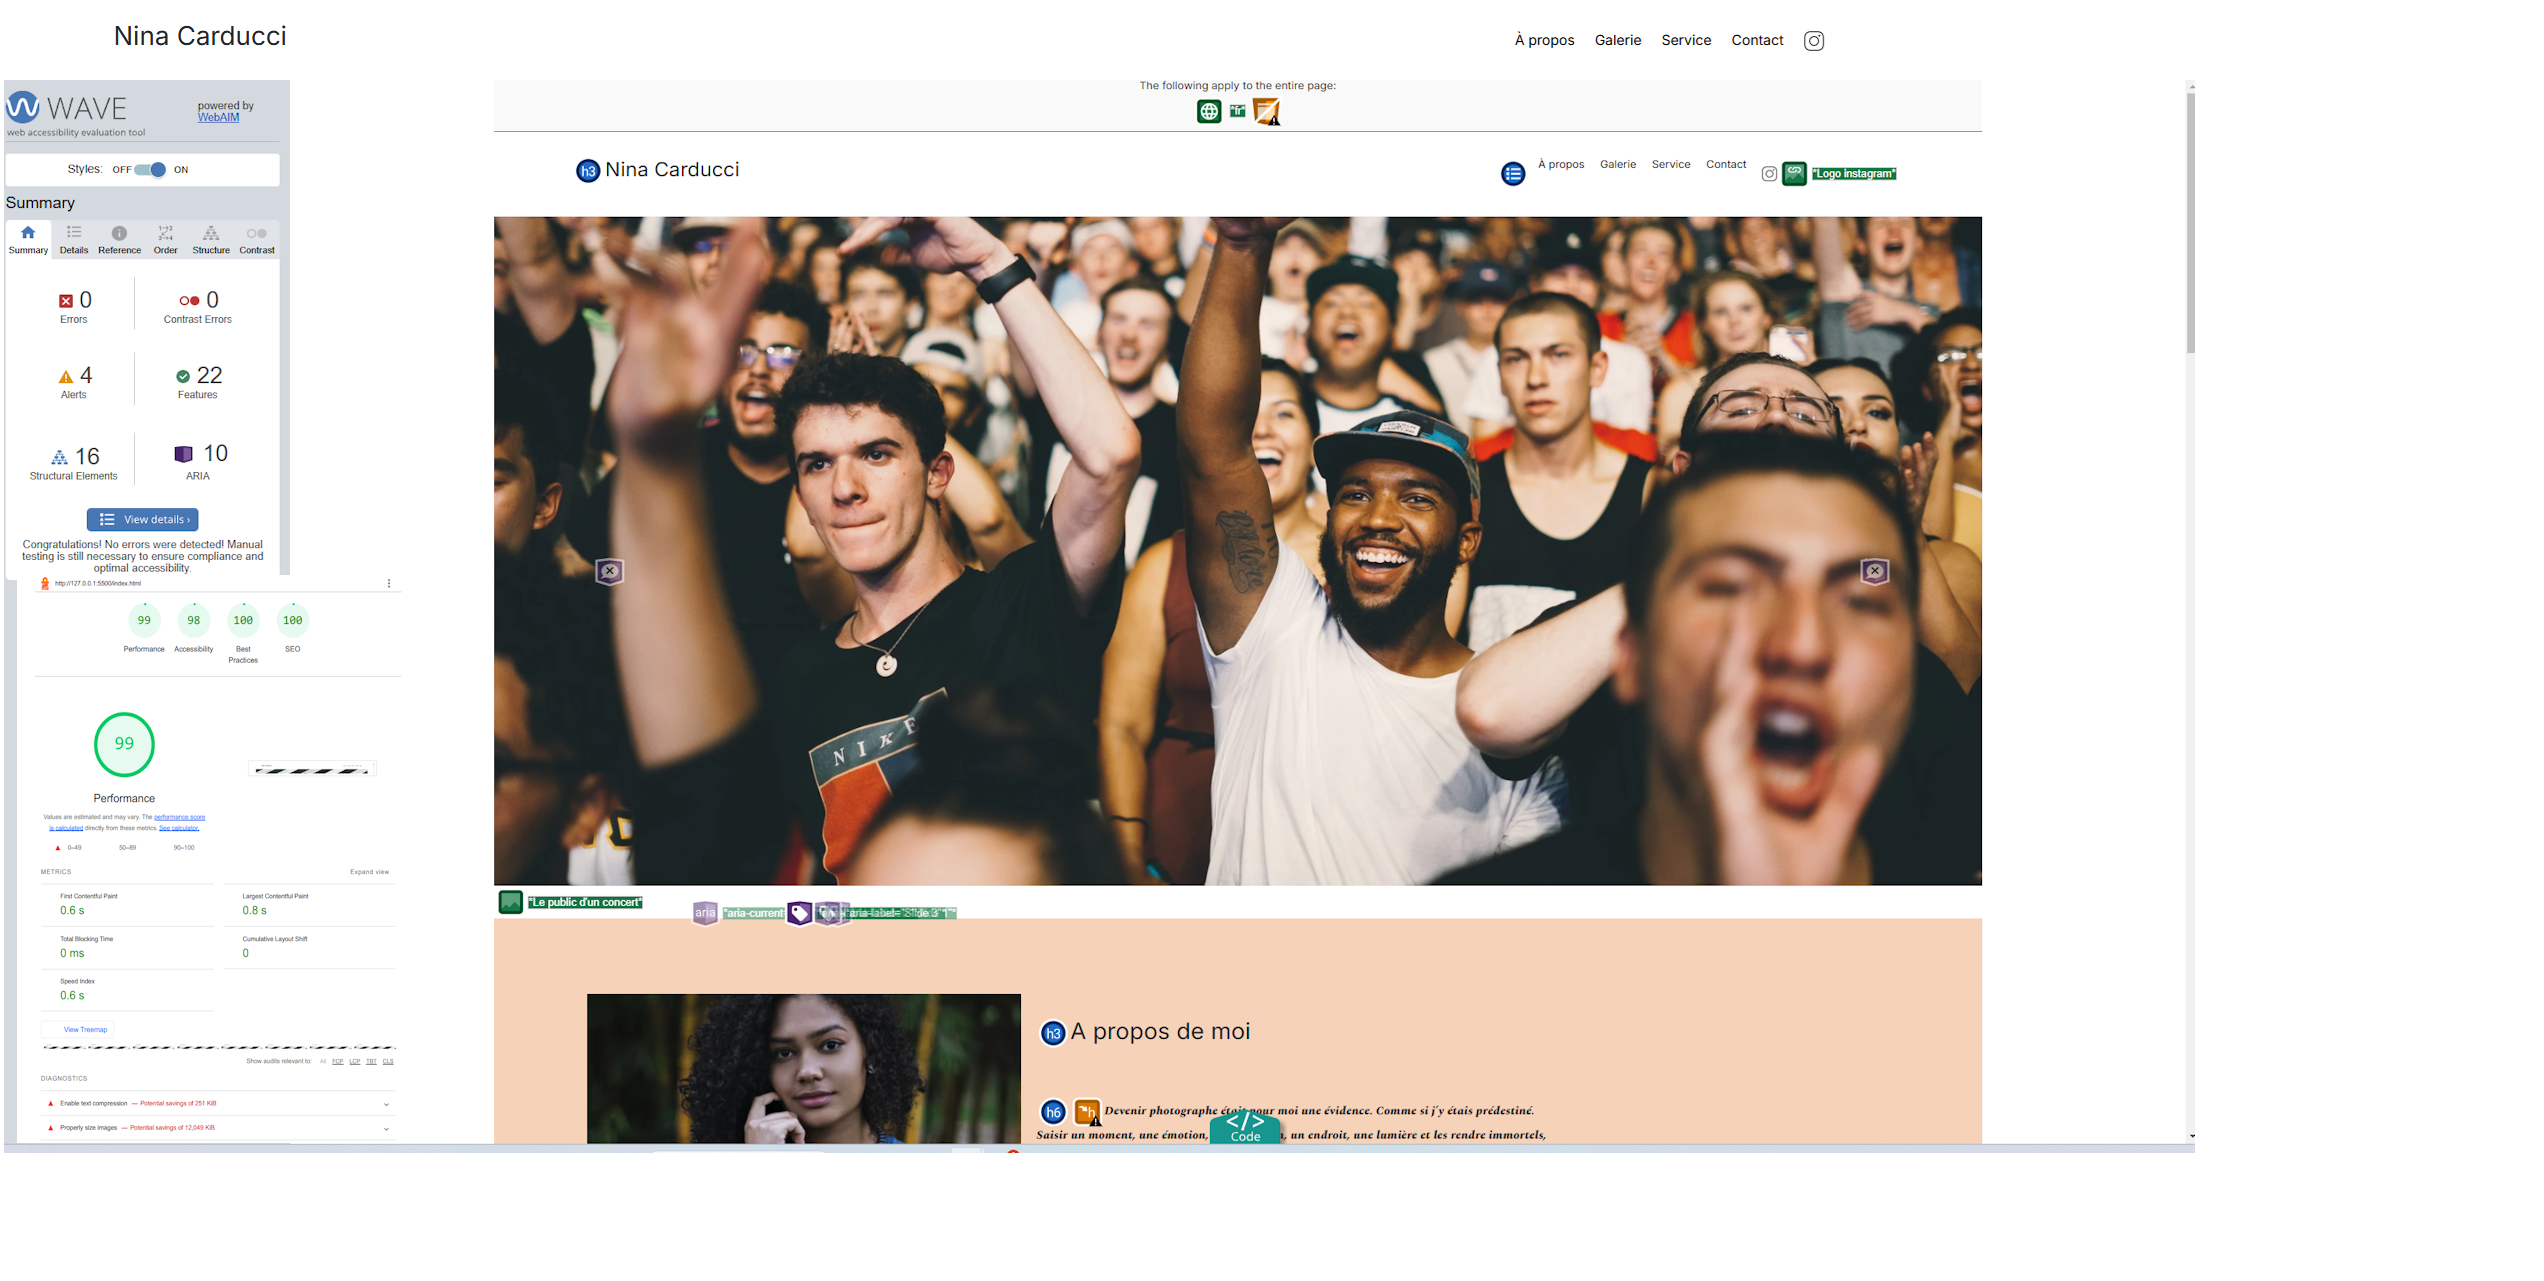 Nina Carducci
À propos Galerie Service Contact
WAVE
web accessibility evaluation tool
powered by
WebAIM
Styles: OFF ON
Summary
Summary Details Reference Order Structure Contrast
0
Errors
0
Contrast Errors
4
Alerts
22
Features
16
Structural Elements
10
ARIA
View details ›
Congratulations! No errors were detected! Manual
testing is still necessary to ensure compliance and
optimal accessibility.
http://127.0.0.1:5500/index.html
99 98 100 100
Performance Accessibility Best Practices SEO
99
Performance
Values are estimated and may vary. The performance score
is calculated directly from these metrics. See calculator.
0–49 50–89 90–100
METRICS Expand view
First Contentful Paint
0.6 s
Largest Contentful Paint
0.8 s
Total Blocking Time
0 ms
Cumulative Layout Shift
0
Speed Index
0.6 s
View Treemap
Show audits relevant to: All FCP LCP TBT CLS
DIAGNOSTICS
Enable text compression — Potential savings of 251 KiB
Properly size images — Potential savings of 12,049 KiB
The following apply to the entire page:
"fr"
h3 Nina Carducci
À propos Galerie Service Contact "Logo instagram"
NIKE
"Le public d'un concert"
aria "aria-current
h3 A propos de moi
h6 h Devenir photographe était pour moi une évidence. Comme si j'y étais prédestiné.
Saisir un moment, une émotion, un endroit, une lumière et les rendre immortels,
</> Code